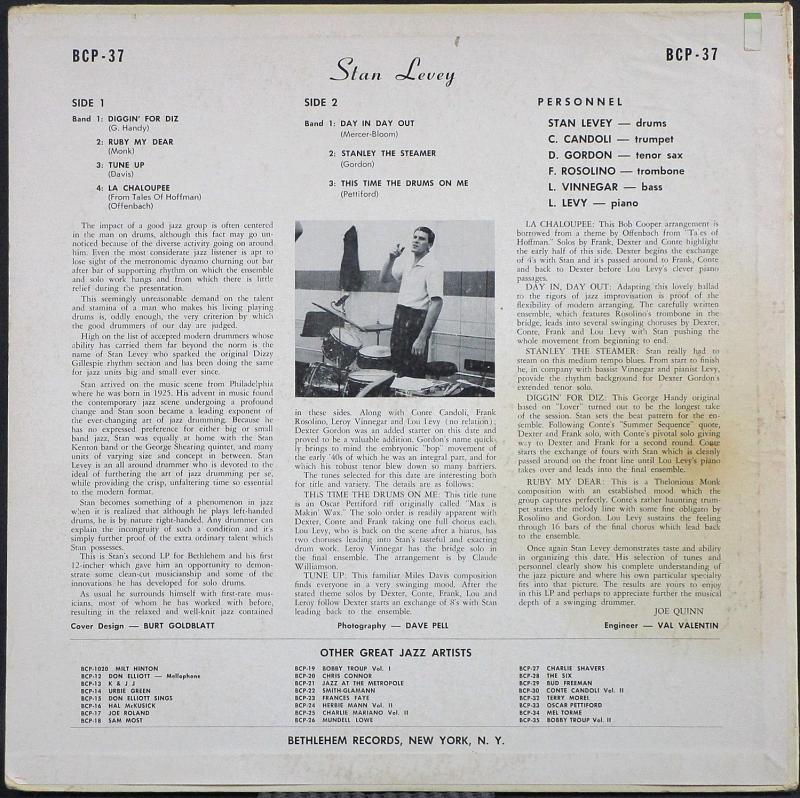 BCP-37
BCP-37
Stan Levey
SIDE 1
Band 1: DIGGIN' FOR DIZ
(G. Handy)
2: RUBY MY DEAR
(Monk)
3: TUNE UP
(Davis)
4: LA CHALOUPEE
(From Tales Of Hoffman)
(Offenbach)
SIDE 2
Band 1: DAY IN DAY OUT
(Mercer-Bloom)
2: STANLEY THE STEAMER
(Gordon)
3: THIS TIME THE DRUMS ON ME
(Pettiford)
PERSONNEL
STAN LEVEY — drums
C. CANDOLI — trumpet
D. GORDON — tenor sax
F. ROSOLINO — trombone
L. VINNEGAR — bass
L. LEVY — piano
The impact of a good jazz group is often centered
in the man on drums, although this fact may go un-
noticed because of the diverse activity going on around
him. Even the most considerate jazz listener is apt to
lose sight of the metronomic dynamo churning out bar
after bar of supporting rhythm on which the ensemble
and solo work hangs and from which there is little
relief during the presentation.
This seemingly unreasonable demand on the talent
and stamina of a man who makes his living playing
drums is, oddly enough, the very criterion by which
the good drummers of our day are judged.
High on the list of accepted modern drummers whose
ability has carried them far beyond the norm is the
name of Stan Levey who sparked the original Dizzy
Gillespie rhythm section and has been doing the same
for jazz units big and small ever since.
Stan arrived on the music scene from Philadelphia
where he was born in 1925. His advent in music found
the contemporary jazz scene undergoing a profound
change and Stan soon became a leading exponent of
the ever-changing art of jazz drumming. Because he
has no expressed preference for either big or small
band jazz, Stan was equally at home with the Stan
Kenton band or the George Shearing quintet, and many
units of varying size and concept in between. Stan
Levey is an all around drummer who is devoted to the
ideal of furthering the art of jazz drumming per se,
while providing the crisp, unfaltering time so essential
to the modern format.
Stan becomes something of a phenomenon in jazz
when it is realized that although he plays left-handed
drums, he is by nature right-handed. Any drummer can
explain the incongruity of such a condition and it's
simply further proof of the extra ordinary talent which
Stan possesses.
This is Stan's second LP for Bethlehem and his first
12-incher which gave him an opportunity to demon-
strate some clean-cut musicianship and some of the
innovations he has developed for solo drums.
As usual he surrounds himself with first-rate mus-
icians, most of whom he has worked with before,
resulting in the relaxed and well-knit jazz contained
in these sides. Along with Conte Candoli, Frank
Rosolino, Leroy Vinnegar and Lou Levy (no relation);
Dexter Gordon was an added starter on this date and
proved to be a valuable addition. Gordon's name quick-
ly brings to mind the embryonic "bop" movement of
the early '40s of which he was an integral part, and for
which his robust tenor blew down so many barriers.
The tunes selected for this date are interesting both
for title and variety. The details are as follows:
THIS TIME THE DRUMS ON ME: This title tune
is an Oscar Pettiford riff originally called "Max is
Makin' Wax." The solo order is readily apparent with
Dexter, Conte and Frank taking one full chorus each.
Lou Levy, who is back on the scene after a hiatus, has
two choruses leading into Stan's tasteful and exacting
drum work. Leroy Vinnegar has the bridge solo in
the final ensemble. The arrangement is by Claude
Williamson.
TUNE UP: This familiar Miles Davis composition
finds everyone in a very swinging mood. After the
stated theme solos by Dexter, Conte, Frank, Lou and
Leroy follow Dexter starts an exchange of 8's with Stan
leading back to the ensemble.
LA CHALOUPEE: This Bob Cooper arrangement is
borrowed from a theme by Offenbach from "Tales of
Hoffman." Solos by Frank, Dexter and Conte highlight
the early half of this side. Dexter begins the exchange
of 4's with Stan and it's passed around to Frank, Conte
and back to Dexter before Lou Levy's clever piano
passages.
DAY IN, DAY OUT: Adapting this lovely ballad
to the rigors of jazz improvisation is proof of the
flexibility of modern arranging. The carefully written
ensemble, which features Rosolino's trombone in the
bridge, leads into several swinging choruses by Dexter,
Conte, Frank and Lou with Stan pushing the
whole movement from beginning to end.
STANLEY THE STEAMER: Stan really had to
steam on this medium tempo blues. From start to finish
he, in company with bassist Vinnegar and pianist Levy,
provide the rhythm background for Dexter Gordon's
extended tenor solo.
DIGGIN' FOR DIZ: This George Handy original
based on "Lover" turned out to be the longest take
of the session. Stan sets the beat pattern for the en-
semble. Following Conte's "Summer Sequence" quote,
Dexter and Frank solo, with Conte's pivotal solo giving
way to Dexter and Frank for a second round. Conte
starts the exchange of fours with Stan which is cleanly
passed around on the front line until Lou Levy's piano
takes over and leads into the final ensemble.
RUBY MY DEAR: This is a Thelonious Monk
composition with an established mood which the
group captures perfectly. Conte's rather haunting trum-
pet states the melody line with some fine obligato by
Rosolino and Gordon. Lou Levy sustains the feeling
through 16 bars of the final chorus which lead back
to the ensemble.
Once again Stan Levey demonstrates taste and ability
in organizing this date. His selection of tunes and
personnel clearly show his complete understanding of
the jazz picture and where his own particular specialty
fits into that picture. The results are yours to enjoy
in this LP and perhaps to appreciate further the musical
depth of a swinging drummer.
JOE QUINN
Cover Design — BURT GOLDBLATT
Photography — DAVE PELL
Engineer — VAL VALENTIN
OTHER GREAT JAZZ ARTISTS
BCP-1020 MILT HINTON
BCP-12 DON ELLIOTT — Mellophone
BCP-13 K & J J
BCP-14 URBIE GREEN
BCP-15 DON ELLIOTT SINGS
BCP-16 HAL McKUSICK
BCP-17 JOE ROLAND
BCP-18 SAM MOST
BCP-19 BOBBY TROUP Vol. I
BCP-20 CHRIS CONNOR
BCP-21 JAZZ AT THE METROPOLE
BCP-22 SMITH-GLAMANN
BCP-23 FRANCES FAYE
BCP-24 HERBIE MANN Vol. II
BCP-25 CHARLIE MARIANO Vol. II
BCP-26 MUNDELL LOWE
BCP-27 CHARLIE SHAVERS
BCP-28 THE SIX
BCP-29 BUD FREEMAN
BCP-30 CONTE CANDOLI Vol. II
BCP-32 TERRY MOREL
BCP-33 OSCAR PETTIFORD
BCP-34 MEL TORME
BCP-35 BOBBY TROUP Vol. II
BETHLEHEM RECORDS, NEW YORK, N. Y.